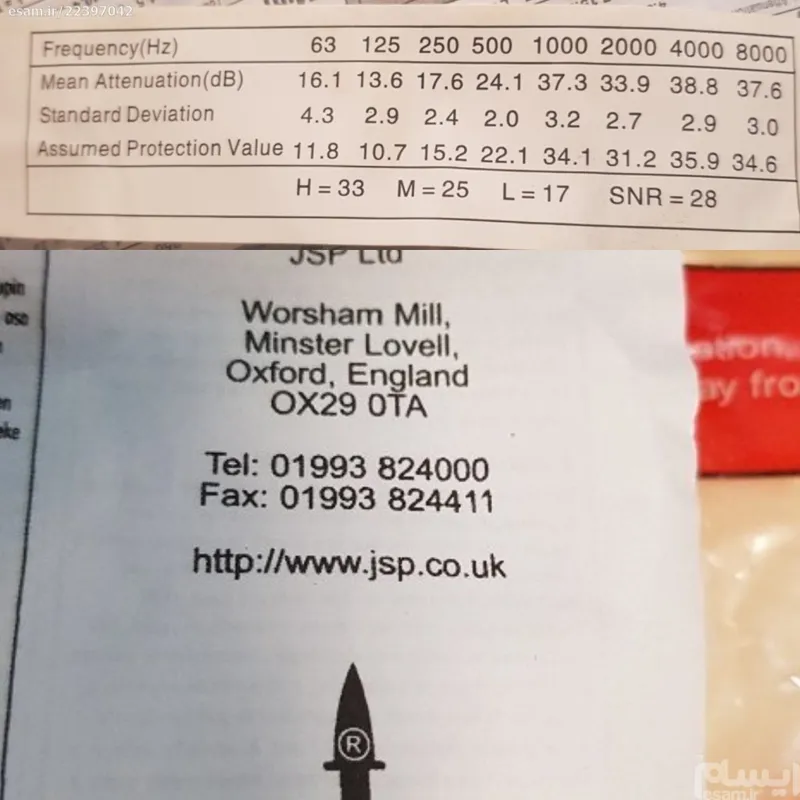 esam.ir/22397042
Frequency(Hz) 63 125 250 500 1000 2000 4000 8000
Mean Attenuation(dB) 16.1 13.6 17.6 24.1 37.3 33.9 38.8 37.6
Standard Deviation 4.3 2.9 2.4 2.0 3.2 2.7 2.9 3.0
Assumed Protection Value 11.8 10.7 15.2 22.1 34.1 31.2 35.9 34.6
H = 33 M = 25 L = 17 SNR = 28
JSP Ltd
Worsham Mill,
Minster Lovell,
Oxford, England
OX29 0TA
Tel: 01993 824000
Fax: 01993 824411
http://www.jsp.co.uk
®
ay fro
ایسام
esam.ir